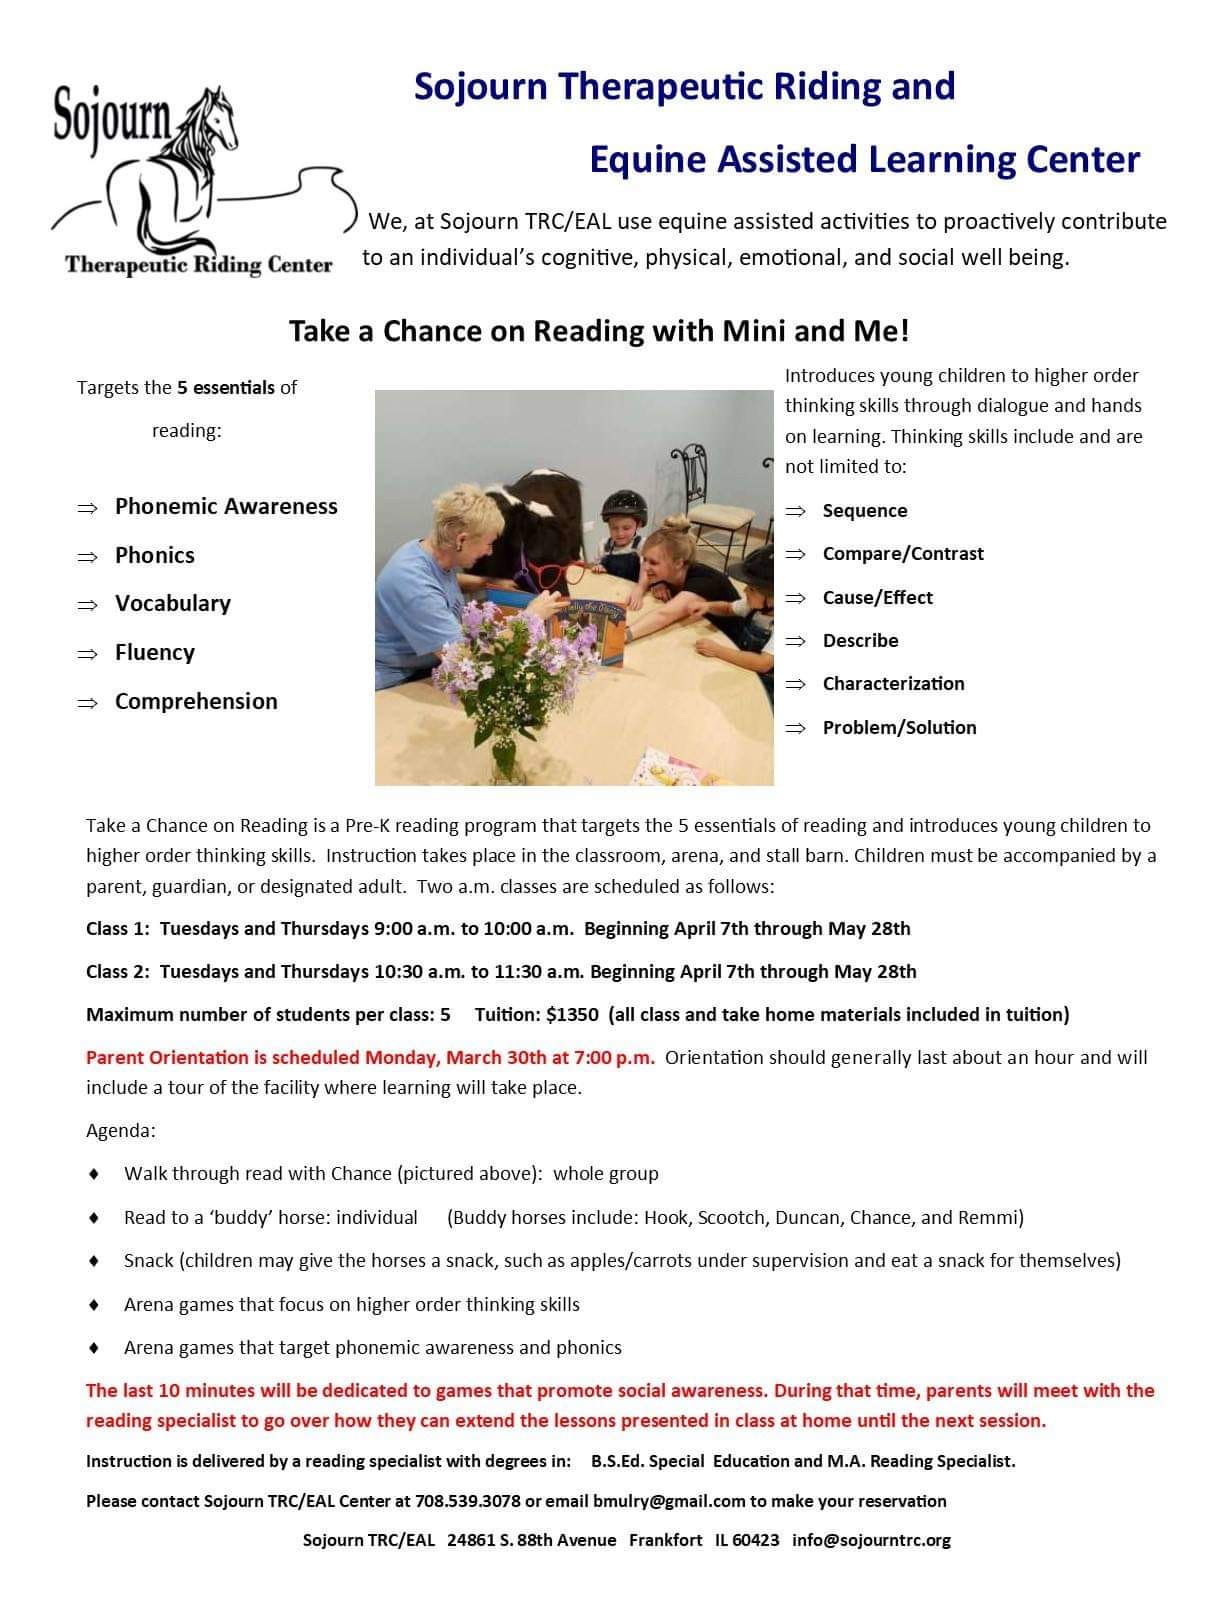 Sojourn
Therapeutic Riding Center
Sojourn Therapeutic Riding and
Equine Assisted Learning Center
We, at Sojourn TRC/EAL use equine assisted activities to proactively contribute
to an individual's cognitive, physical, emotional, and social well being.
Take a Chance on Reading with Mini and Me!
Targets the 5 essentials of
reading:
⇒ Phonemic Awareness
⇒ Phonics
⇒ Vocabulary
⇒ Fluency
⇒ Comprehension
Introduces young children to higher order
thinking skills through dialogue and hands
on learning. Thinking skills include and are
not limited to:
⇒ Sequence
⇒ Compare/Contrast
⇒ Cause/Effect
⇒ Describe
⇒ Characterization
⇒ Problem/Solution
Take a Chance on Reading is a Pre-K reading program that targets the 5 essentials of reading and introduces young children to
higher order thinking skills. Instruction takes place in the classroom, arena, and stall barn. Children must be accompanied by a
parent, guardian, or designated adult. Two a.m. classes are scheduled as follows:
Class 1: Tuesdays and Thursdays 9:00 a.m. to 10:00 a.m. Beginning April 7th through May 28th
Class 2: Tuesdays and Thursdays 10:30 a.m. to 11:30 a.m. Beginning April 7th through May 28th
Maximum number of students per class: 5 Tuition: $1350 (all class and take home materials included in tuition)
Parent Orientation is scheduled Monday, March 30th at 7:00 p.m. Orientation should generally last about an hour and will
include a tour of the facility where learning will take place.
Agenda:
♦ Walk through read with Chance (pictured above): whole group
♦ Read to a 'buddy' horse: individual (Buddy horses include: Hook, Scootch, Duncan, Chance, and Remmi)
♦ Snack (children may give the horses a snack, such as apples/carrots under supervision and eat a snack for themselves)
♦ Arena games that focus on higher order thinking skills
♦ Arena games that target phonemic awareness and phonics
The last 10 minutes will be dedicated to games that promote social awareness. During that time, parents will meet with the
reading specialist to go over how they can extend the lessons presented in class at home until the next session.
Instruction is delivered by a reading specialist with degrees in: B.S.Ed. Special Education and M.A. Reading Specialist.
Please contact Sojourn TRC/EAL Center at 708.539.3078 or email bmulry@gmail.com to make your reservation
Sojourn TRC/EAL 24861 S. 88th Avenue Frankfort IL 60423 info@sojourntrc.org